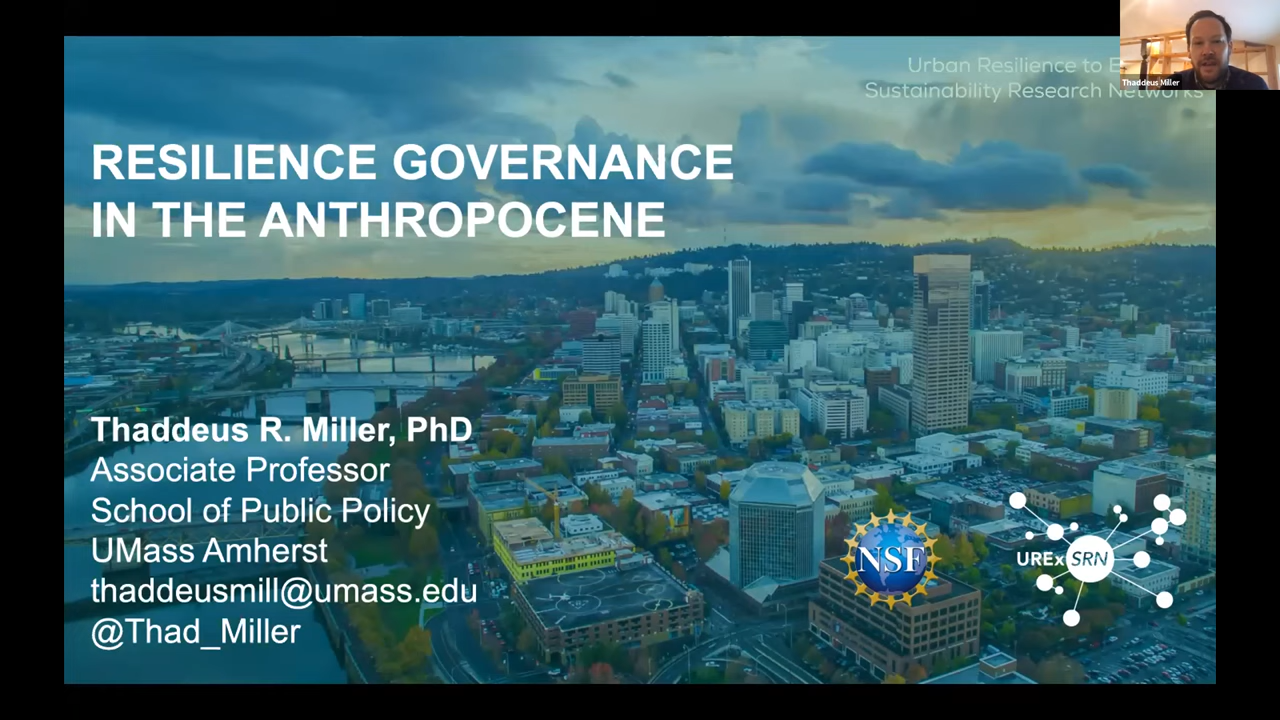 Urban Resilience to E
Sustainability Research Networks
Thaddeus Miller
RESILIENCE GOVERNANCE
IN THE ANTHROPOCENE
Thaddeus R. Miller, PhD
Associate Professor
School of Public Policy
UMass Amherst
thaddeusmill@umass.edu
@Thad_Miller
NSF
UREx SRN